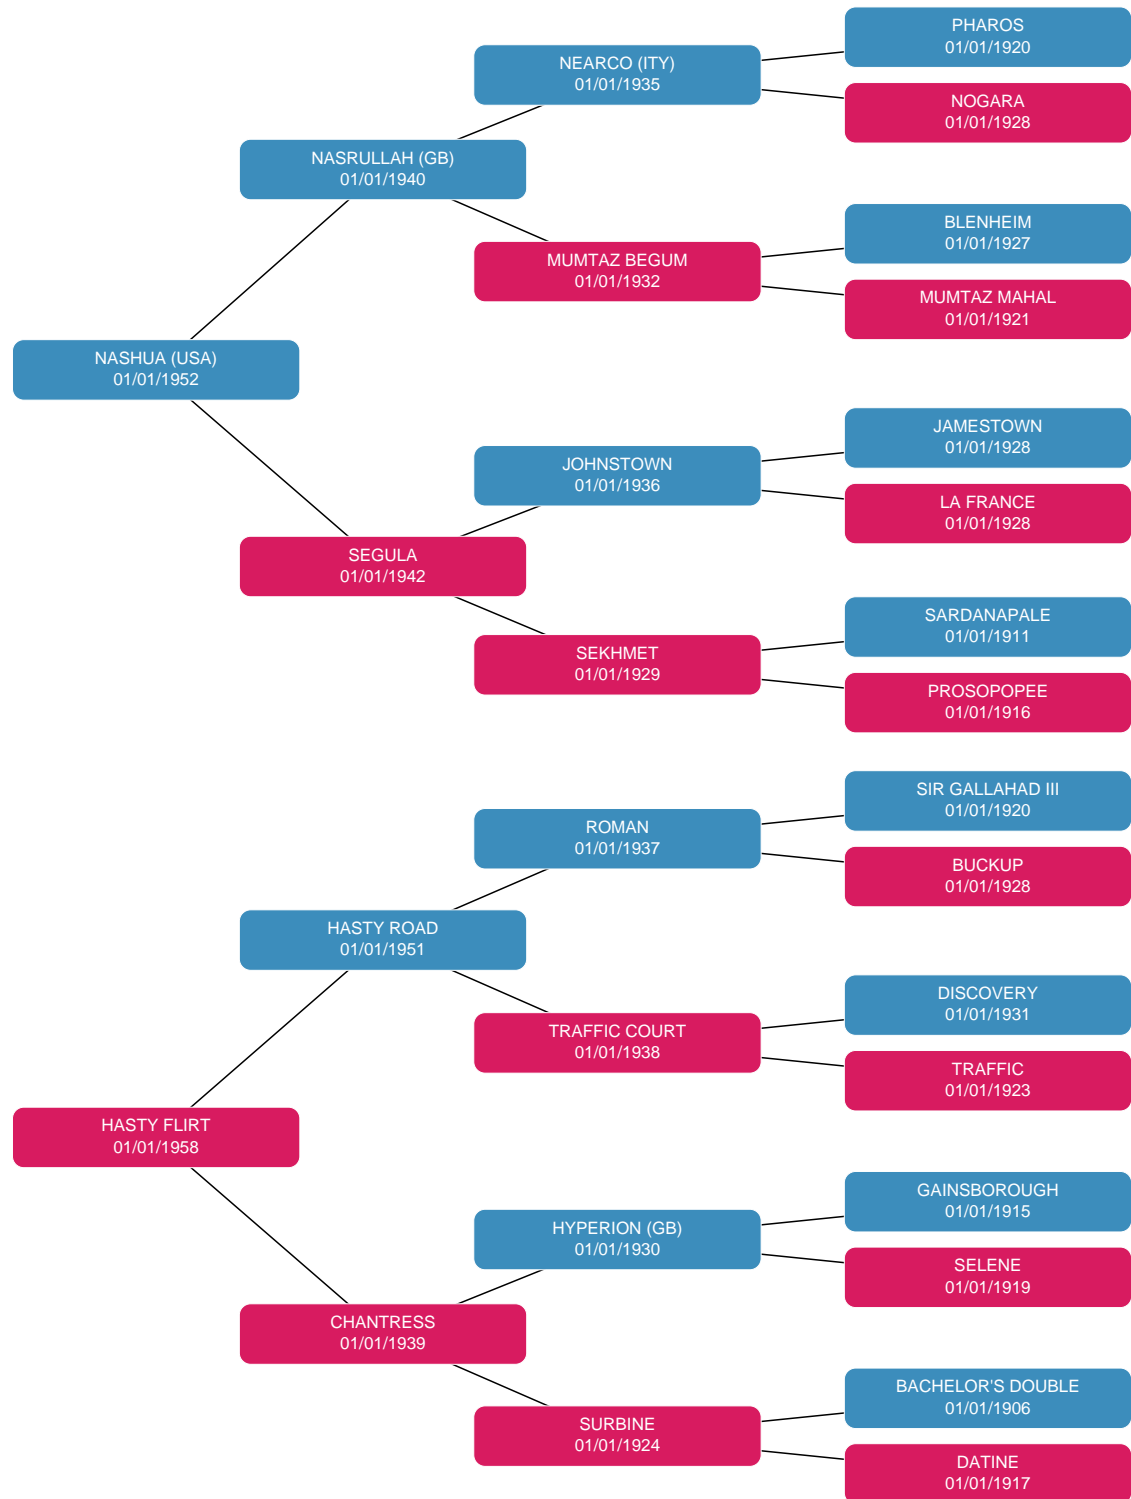 PHAROS
01/01/1920
NEARCO (ITY)
01/01/1935
NOGARA
01/01/1928
NASRULLAH (GB)
01/01/1940
BLENHEIM
01/01/1927
MUMTAZ BEGUM
01/01/1932
MUMTAZ MAHAL
01/01/1921
NASHUA (USA)
01/01/1952
JAMESTOWN
01/01/1928
JOHNSTOWN
01/01/1936
LA FRANCE
01/01/1928
SEGULA
01/01/1942
SARDANAPALE
01/01/1911
SEKHMET
01/01/1929
PROSOPOPEE
01/01/1916
SIR GALLAHAD III
01/01/1920
ROMAN
01/01/1937
BUCKUP
01/01/1928
HASTY ROAD
01/01/1951
DISCOVERY
01/01/1931
TRAFFIC COURT
01/01/1938
TRAFFIC
01/01/1923
HASTY FLIRT
01/01/1958
GAINSBOROUGH
01/01/1915
HYPERION (GB)
01/01/1930
SELENE
01/01/1919
CHANTRESS
01/01/1939
BACHELOR'S DOUBLE
01/01/1906
SURBINE
01/01/1924
DATINE
01/01/1917